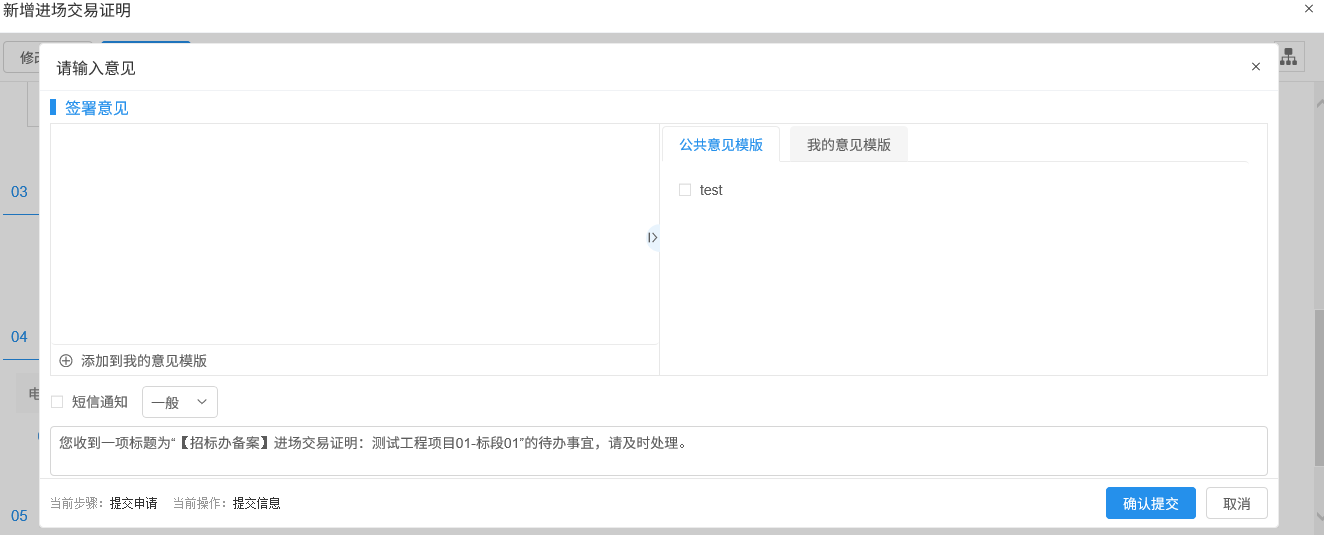 新增进场交易证明
修
请输入意见
签署意见
公共意见模版
我的意见模版
test
03
04
添加到我的意见模版
电
短信通知
一般
您收到一项标题为“【招标办备案】进场交易证明：测试工程项目01-标段01”的待办事宜，请及时处理。
05
当前步骤：提交申请 当前操作：提交信息
确认提交
取消